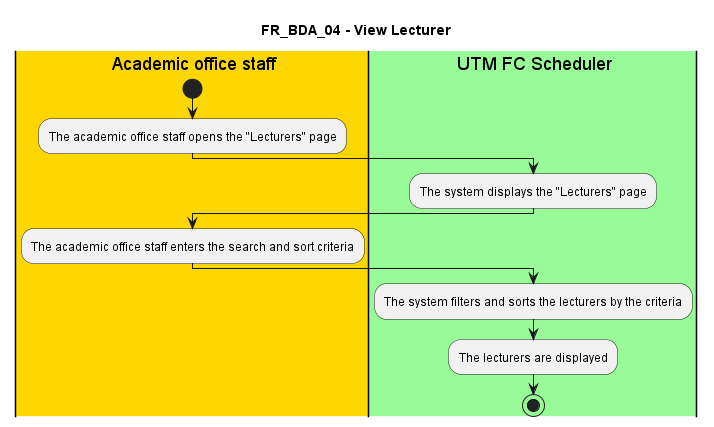 FR_BDA_04 - View Lecturer
Academic office staff
UTM FC Scheduler
The academic office staff opens the "Lecturers" page
The system displays the "Lecturers" page
The academic office staff enters the search and sort criteria
The system filters and sorts the lecturers by the criteria
The lecturers are displayed